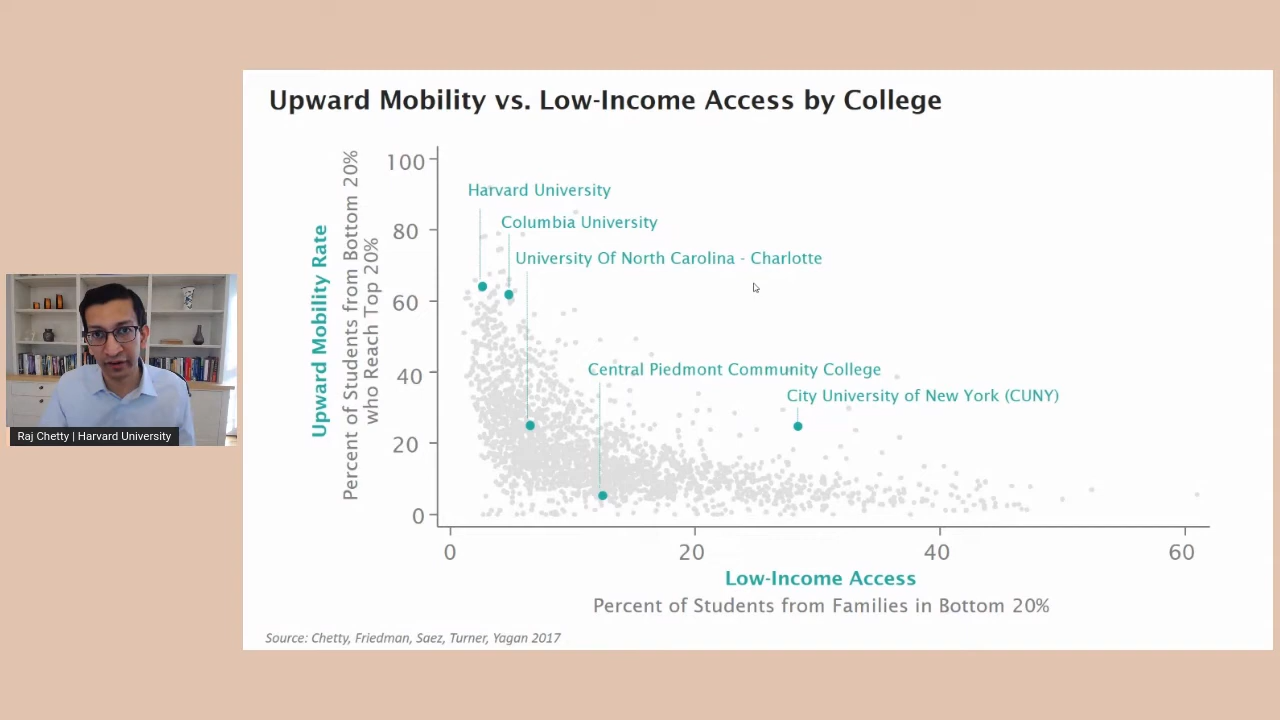 Upward Mobility vs. Low-Income Access by College
Upward Mobility Rate
Percent of Students from Bottom 20%
who Reach Top 20%
100
80
60
40
20
0
Harvard University
Columbia University
University Of North Carolina - Charlotte
Central Piedmont Community College
City University of New York (CUNY)
0 20 40 60
Low-Income Access
Percent of Students from Families in Bottom 20%
Source: Chetty, Friedman, Saez, Turner, Yagan 2017
Raj Chetty | Harvard University